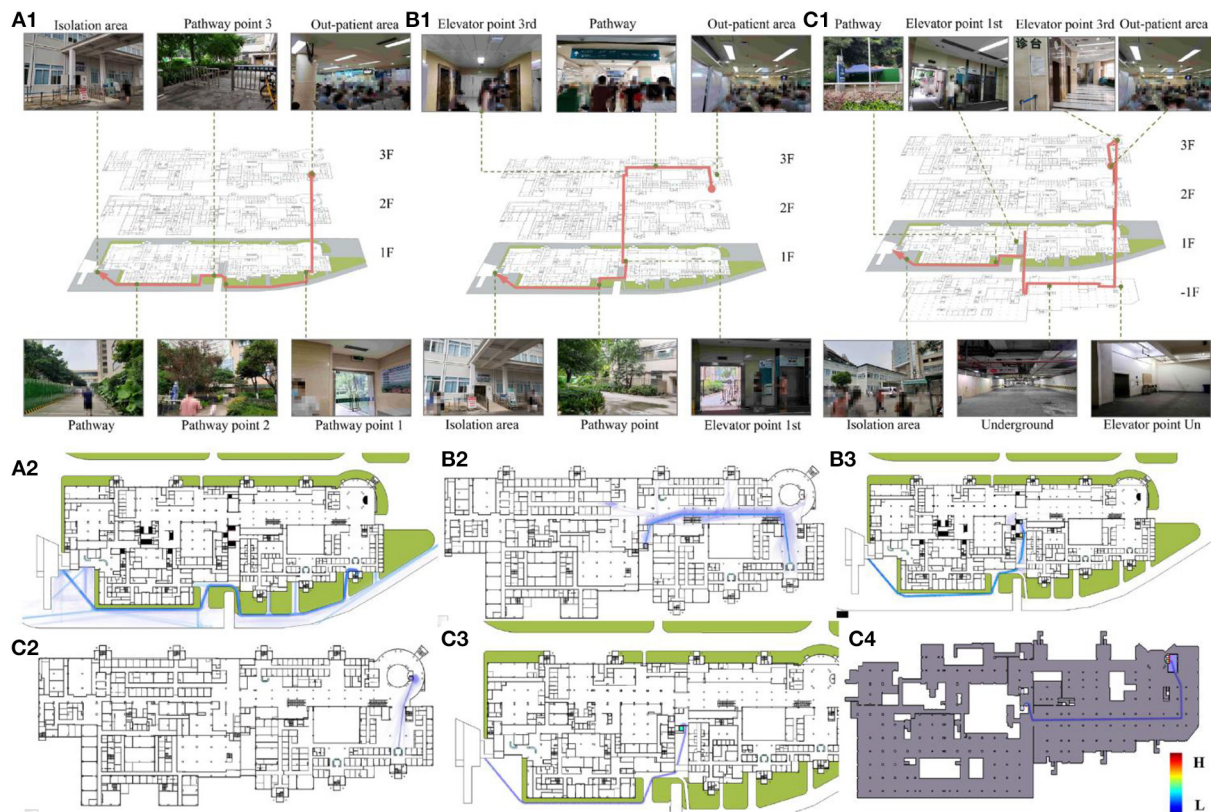 A1
Isolation area
Pathway point 3
Out-patient area
B1
Elevator point 3rd
Pathway
Out-patient area
C1
Pathway
Elevator point 1st
Elevator point 3rd
Out-patient area
诊台
3F
2F
1F
3F
2F
1F
3F
2F
1F
-1F
Pathway
Pathway point 2
Pathway point 1
Isolation area
Pathway point
Elevator point 1st
Isolation area
Underground
Elevator point Un
A2
B2
B3
C2
C3
C4
H
L